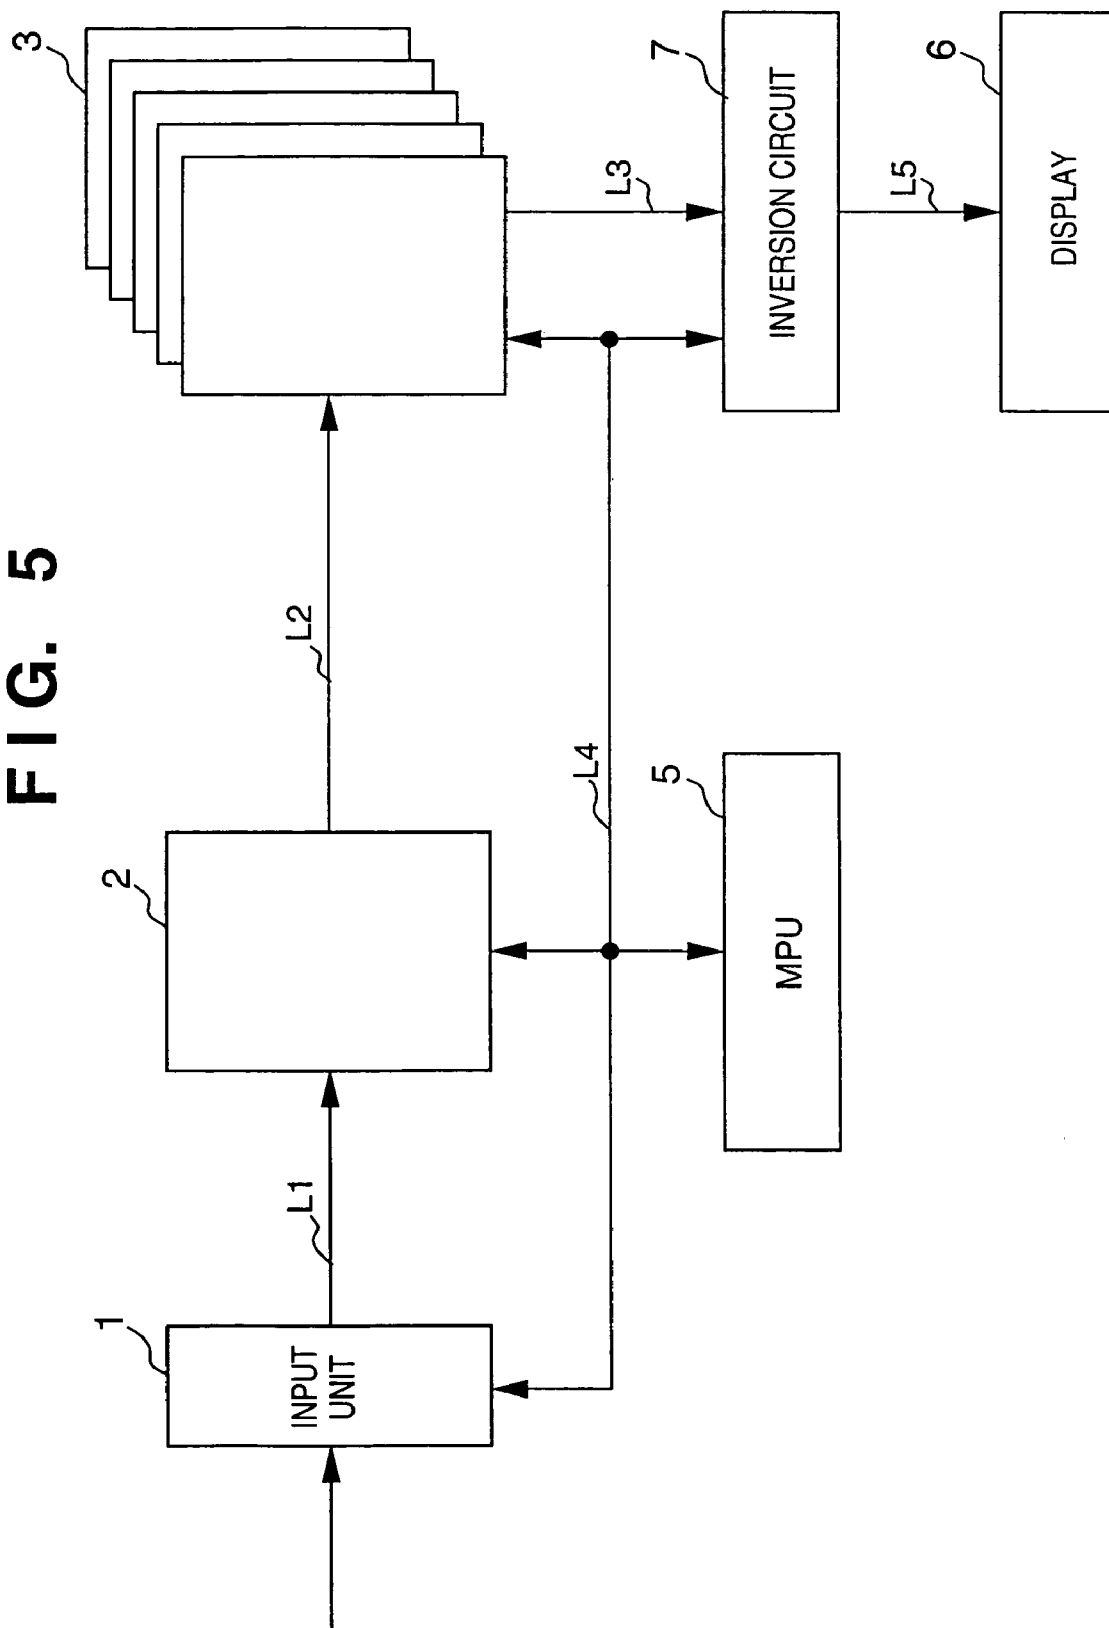 FIG. 5
1
INPUT
UNIT
L1
2
L2
3
L3
L4
5
MPU
7
INVERSION CIRCUIT
L5
6
DISPLAY